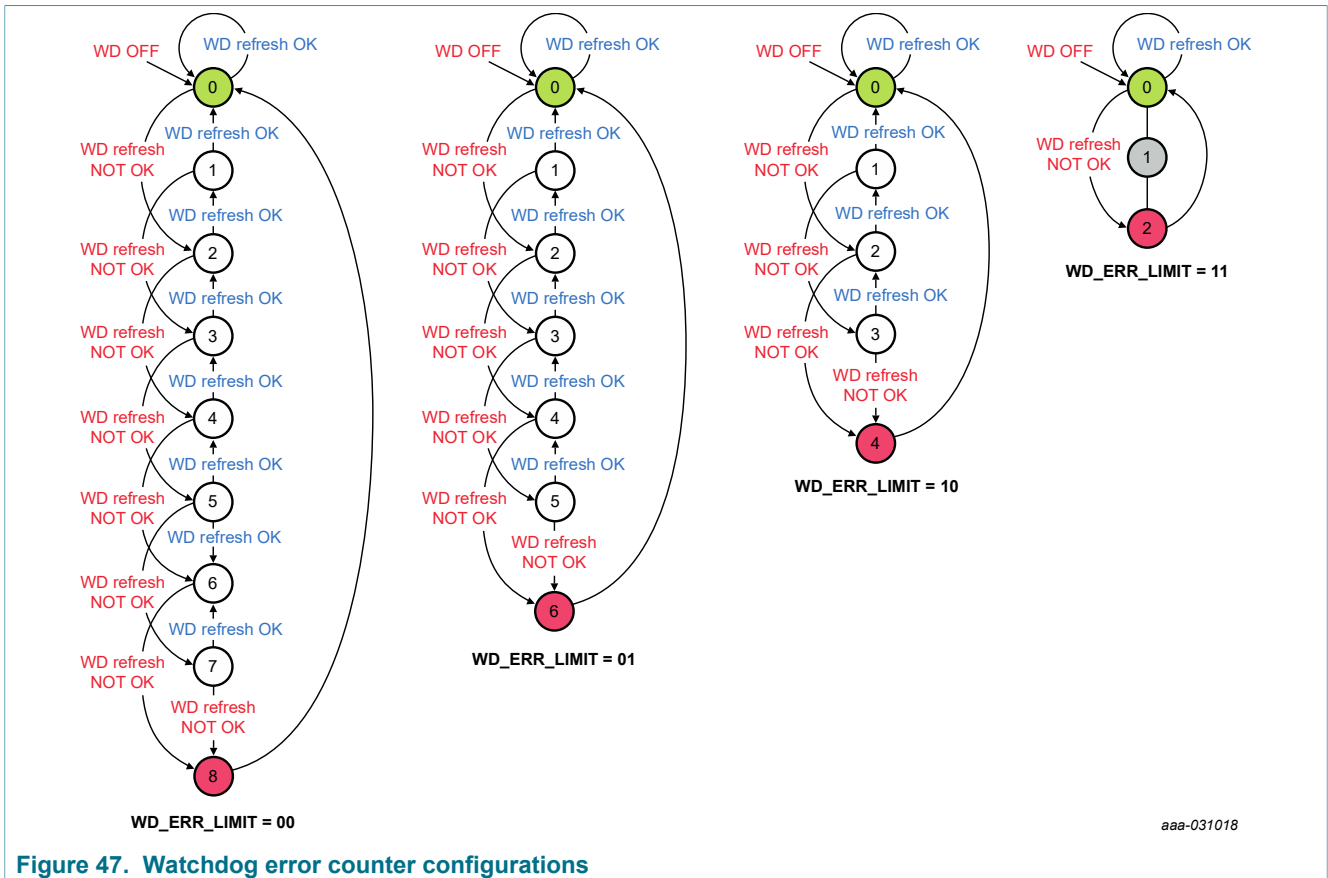 WD OFF
WD refresh OK
0
WD refresh OK
WD refresh
NOT OK
1
WD refresh OK
2
WD refresh
NOT OK
WD refresh OK
3
WD refresh
NOT OK
WD refresh OK
4
WD refresh
NOT OK
WD refresh OK
5
WD refresh
NOT OK
WD refresh OK
6
WD refresh
NOT OK
WD refresh OK
7
WD refresh
NOT OK
WD refresh
NOT OK
8
WD_ERR_LIMIT = 00
WD OFF
WD refresh OK
0
WD refresh OK
WD refresh
NOT OK
1
WD refresh OK
2
WD refresh
NOT OK
WD refresh OK
3
WD refresh
NOT OK
WD refresh OK
4
WD refresh
NOT OK
WD refresh OK
5
WD refresh
NOT OK
WD refresh
NOT OK
6
WD_ERR_LIMIT = 01
WD OFF
WD refresh OK
0
WD refresh OK
WD refresh
NOT OK
1
WD refresh OK
2
WD refresh
NOT OK
WD refresh OK
3
WD refresh
NOT OK
WD refresh
NOT OK
4
WD_ERR_LIMIT = 10
WD OFF
WD refresh OK
0
WD refresh
NOT OK
1
2
WD_ERR_LIMIT = 11
aaa-031018
Figure 47. Watchdog error counter configurations